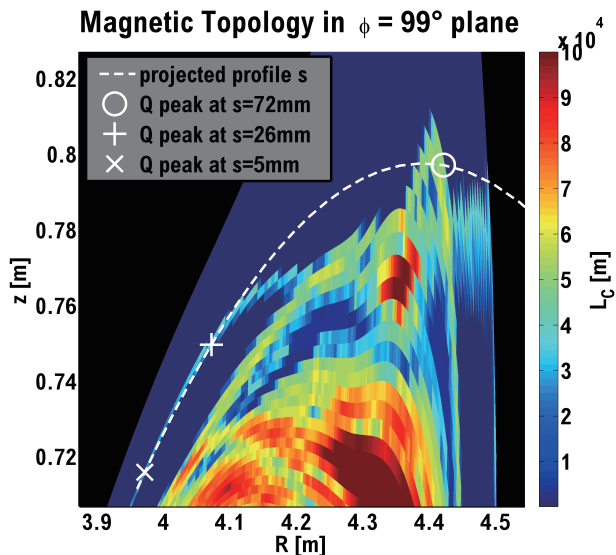 Magnetic Topology in ϕ = 99° plane
x 10⁴
projected profile s
Q peak at s=72mm
Q peak at s=26mm
Q peak at s=5mm
0.82
0.8
0.78
0.76
0.74
0.72
z [m]
3.9 4 4.1 4.2 4.3 4.4 4.5
R [m]
10
9
8
7
6
5
4
3
2
1
L_C [m]